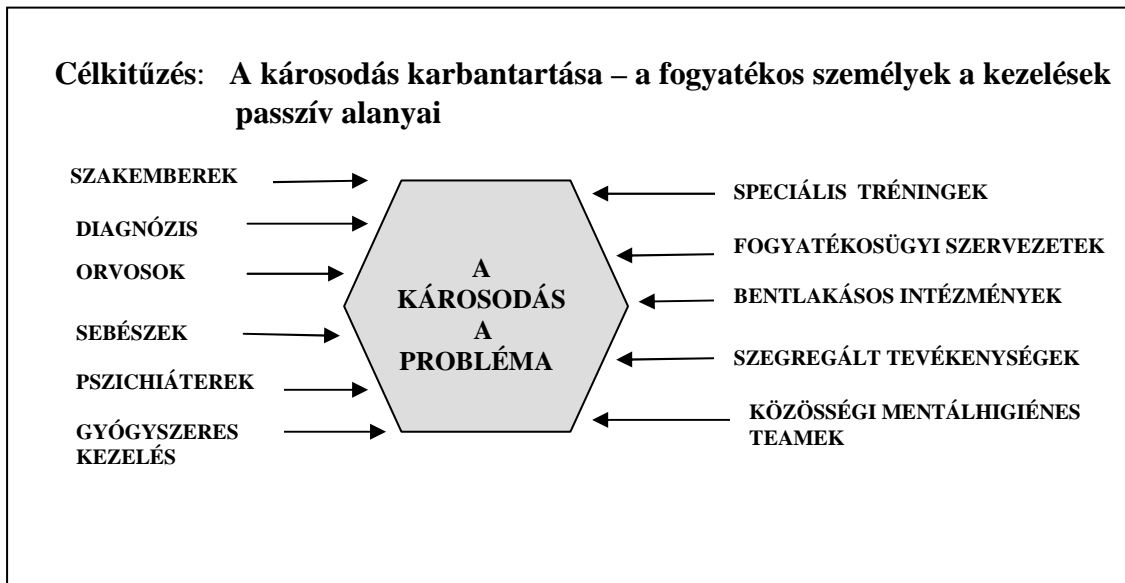 Célkitűzés:   A károsodás karbantartása – a fogyatékos személyek a kezelések
passzív alanyai
SZAKEMBEREK
DIAGNÓZIS
ORVOSOK
SEBÉSZEK
PSZICHIÁTEREK
GYÓGYSZERES
KEZELÉS
A
KÁROSODÁS
A
PROBLÉMA
SPECIÁLIS TRÉNINGEK
FOGYATÉKOSÜGYI SZERVEZETEK
BENTLAKÁSOS INTÉZMÉNYEK
SZEGREGÁLT TEVÉKENYSÉGEK
KÖZÖSSÉGI MENTÁLHIGIÉNES
TEAMEK